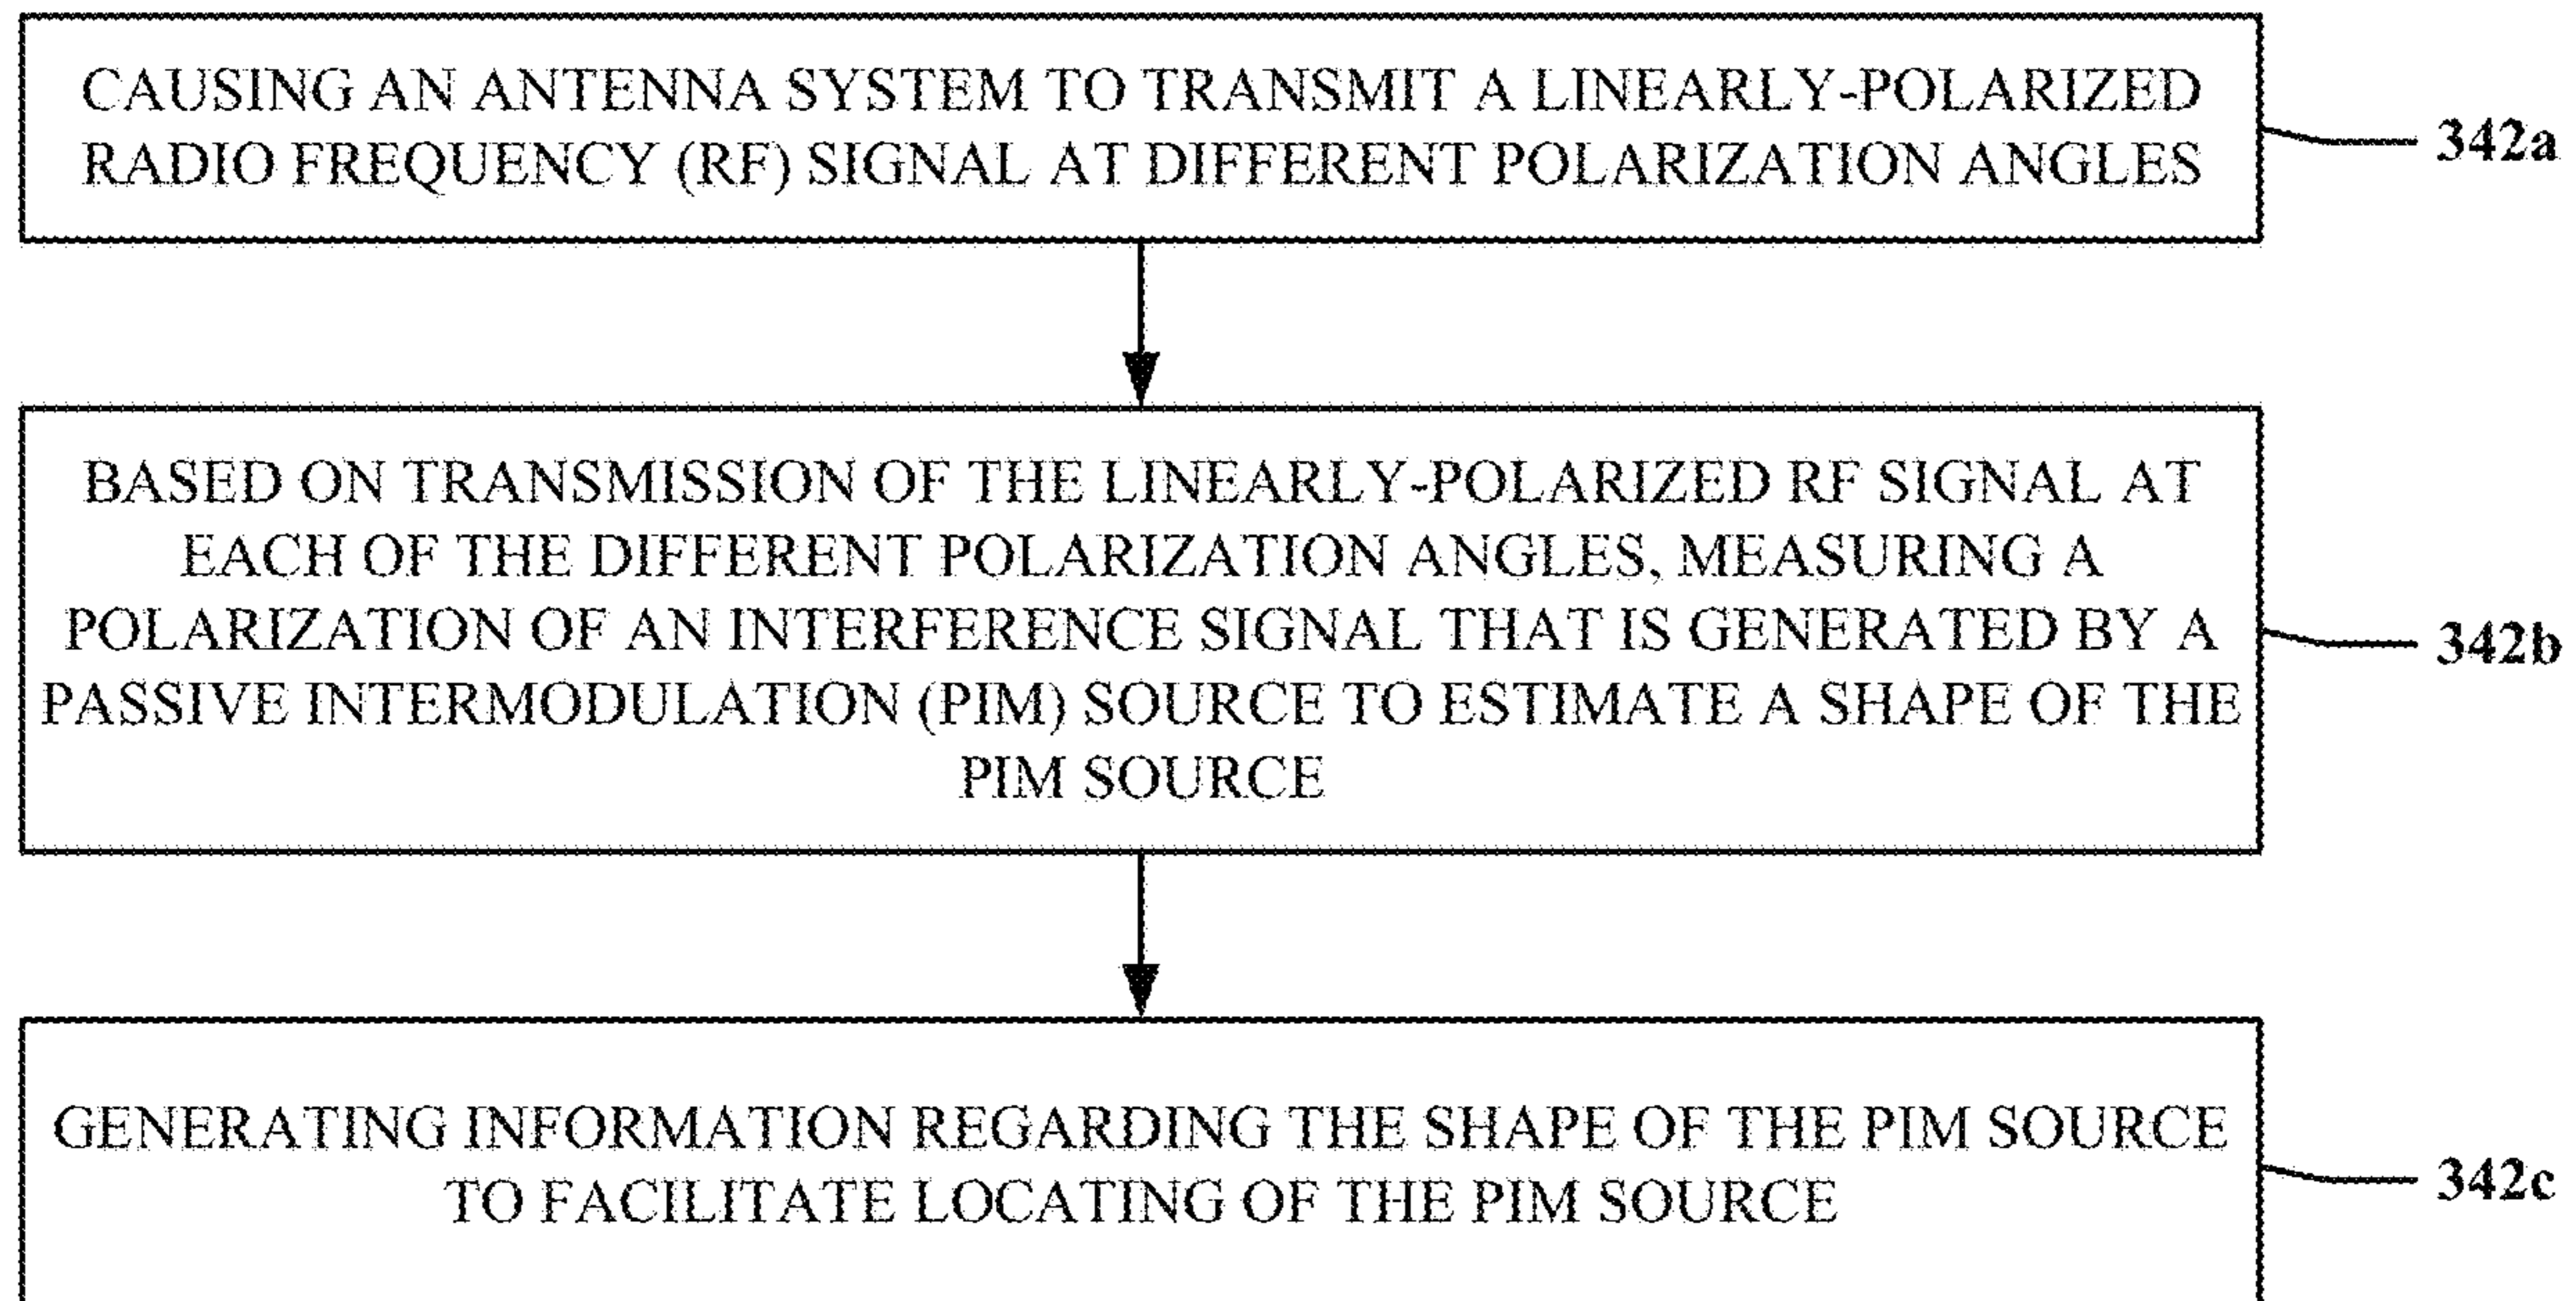 CAUSING AN ANTENNA SYSTEM TO TRANSMIT A LINEARLY-POLARIZED
RADIO FREQUENCY (RF) SIGNAL AT DIFFERENT POLARIZATION ANGLES
342a
BASED ON TRANSMISSION OF THE LINEARLY-POLARIZED RF SIGNAL AT
EACH OF THE DIFFERENT POLARIZATION ANGLES, MEASURING A
POLARIZATION OF AN INTERFERENCE SIGNAL THAT IS GENERATED BY A
PASSIVE INTERMODULATION (PIM) SOURCE TO ESTIMATE A SHAPE OF THE
PIM SOURCE
342b
GENERATING INFORMATION REGARDING THE SHAPE OF THE PIM SOURCE
TO FACILITATE LOCATING OF THE PIM SOURCE
342c